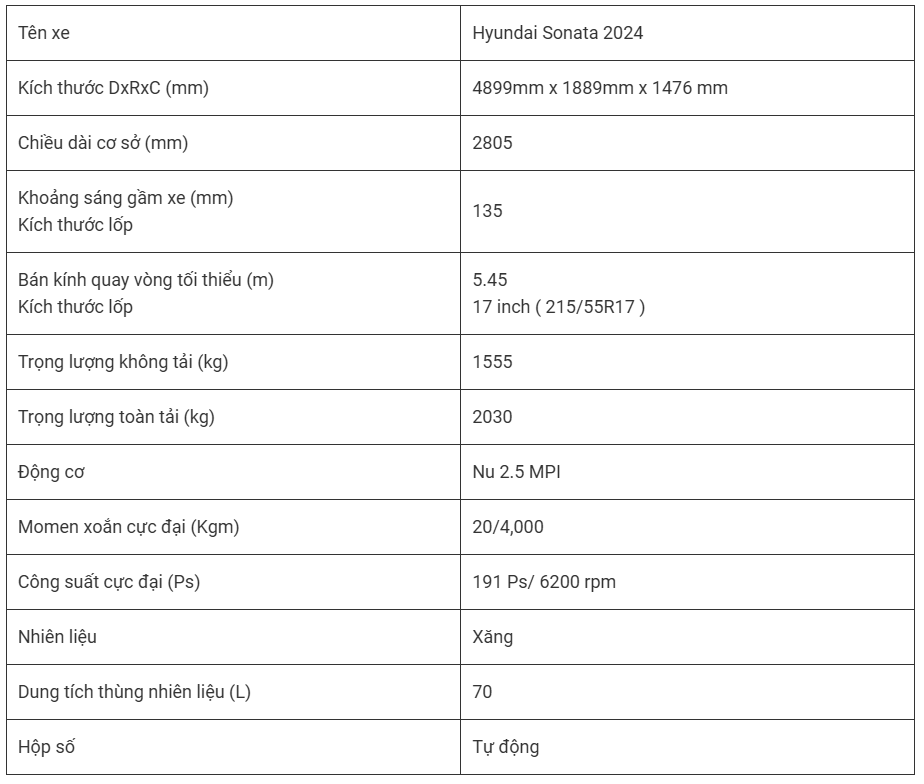 Tên xe
Hyundai Sonata 2024
Kích thước DxRxC (mm)
4899mm x 1889mm x 1476 mm
Chiều dài cơ sở (mm)
2805
Khoảng sáng gầm xe (mm)
Kích thước lốp
135
Bán kính quay vòng tối thiểu (m)
Kích thước lốp
5.45
17 inch ( 215/55R17 )
Trọng lượng không tải (kg)
1555
Trọng lượng toàn tải (kg)
2030
Động cơ
Nu 2.5 MPI
Momen xoắn cực đại (Kgm)
20/4,000
Công suất cực đại (Ps)
191 Ps/ 6200 rpm
Nhiên liệu
Xăng
Dung tích thùng nhiên liệu (L)
70
Hộp số
Tự động